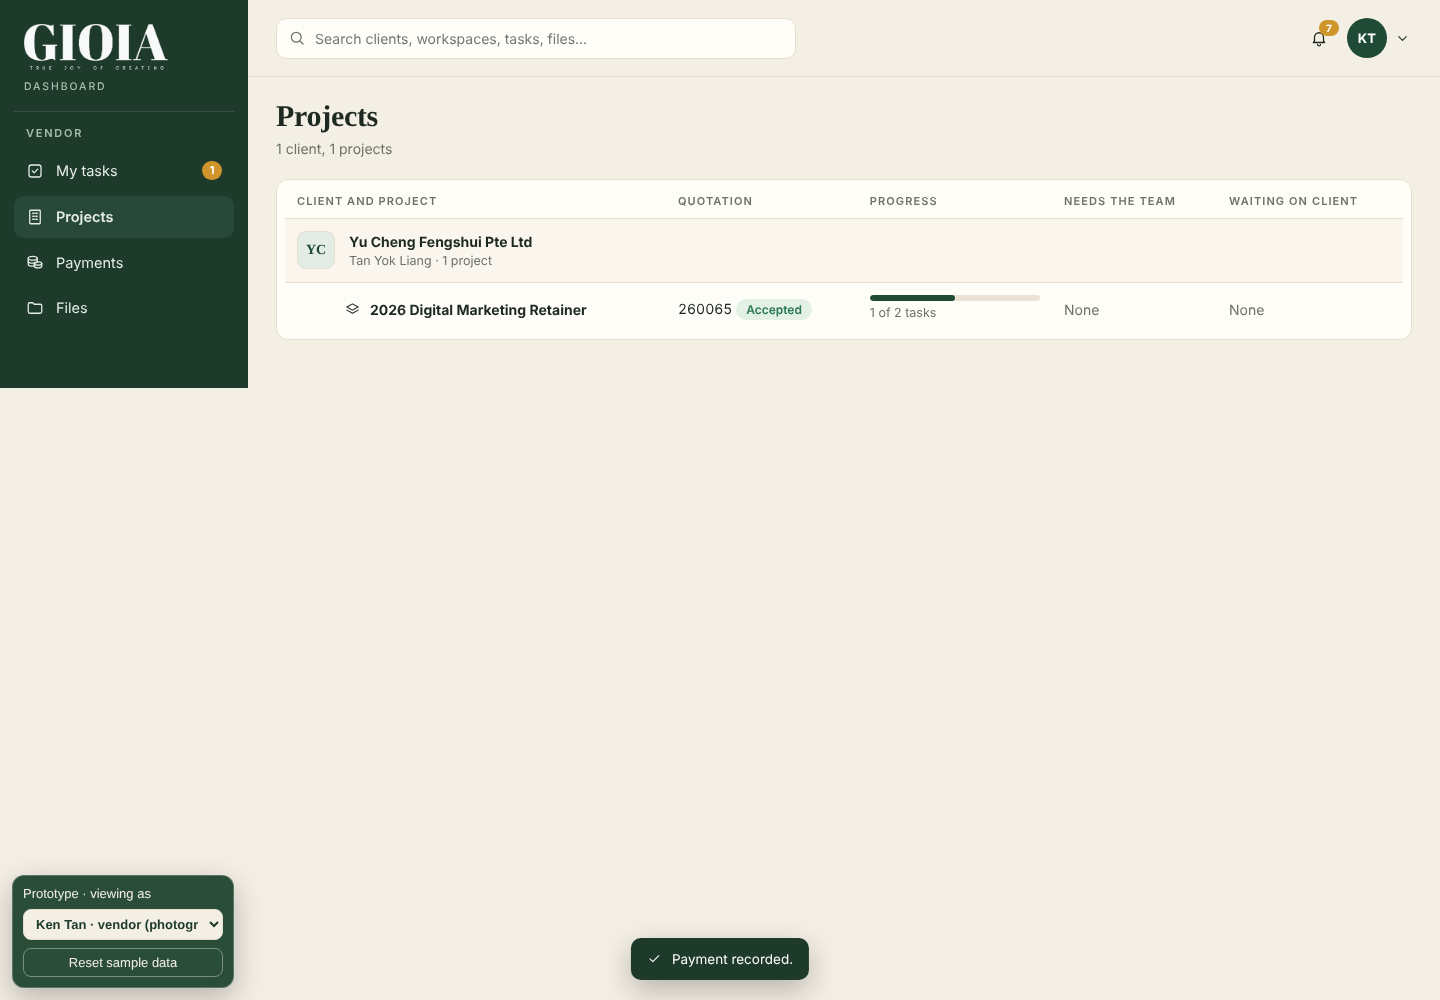 GIOIA
TRUE JOY OF CREATING
DASHBOARD
VENDOR
My tasks 1
Projects
Payments
Files
Search clients, workspaces, tasks, files...
7
KT
Projects
1 client, 1 projects
CLIENT AND PROJECT QUOTATION PROGRESS NEEDS THE TEAM WAITING ON CLIENT
YC
Yu Cheng Fengshui Pte Ltd
Tan Yok Liang · 1 project
2026 Digital Marketing Retainer 260065 Accepted None None
1 of 2 tasks
Prototype · viewing as
Ken Tan · vendor (photogr
Reset sample data
Payment recorded.